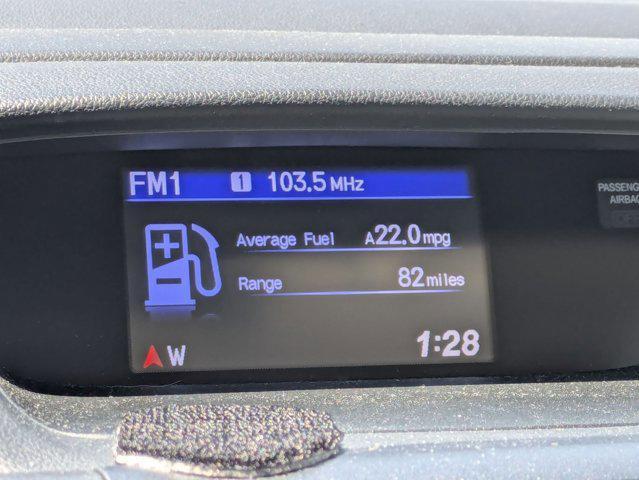 FM1 1 103.5 MHz
PASSENG
AIRBAG
Average Fuel A22.0 mpg
Range 82 miles
W 1:28